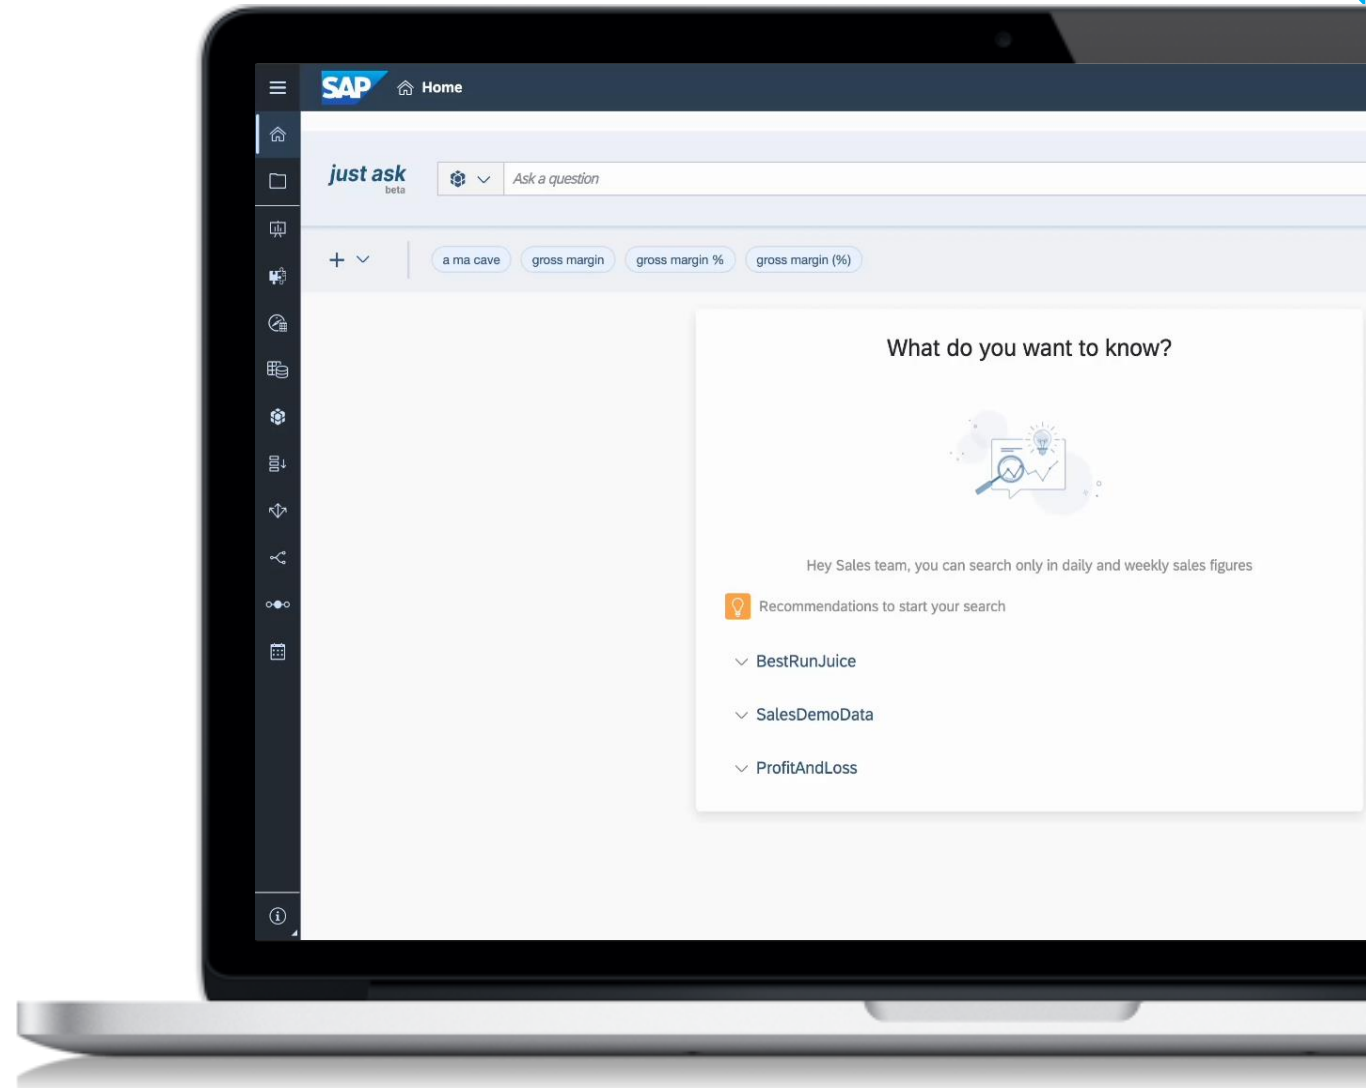 SAP Home
just ask
beta
Ask a question
a ma cave gross margin gross margin % gross margin (%)
What do you want to know?
Hey Sales team, you can search only in daily and weekly sales figures
Recommendations to start your search
BestRunJuice
SalesDemoData
ProfitAndLoss